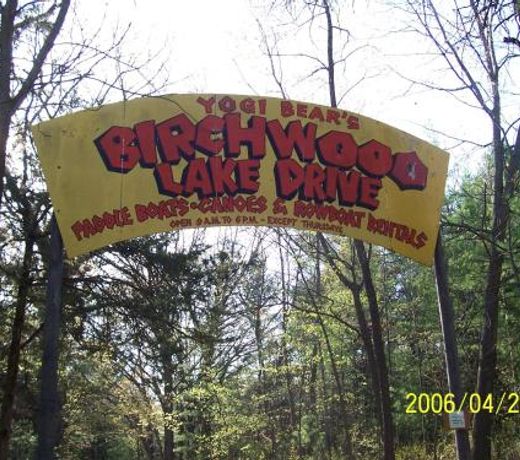 YOGI BEAR'S
BIRCHWOOD
LAKE DRIVE
PADDLE BOATS - CANOES & ROWBOAT RENTALS
OPEN 9 A.M. TO 6 P.M. - EXCEPT THURSDAYS
2006/04/2